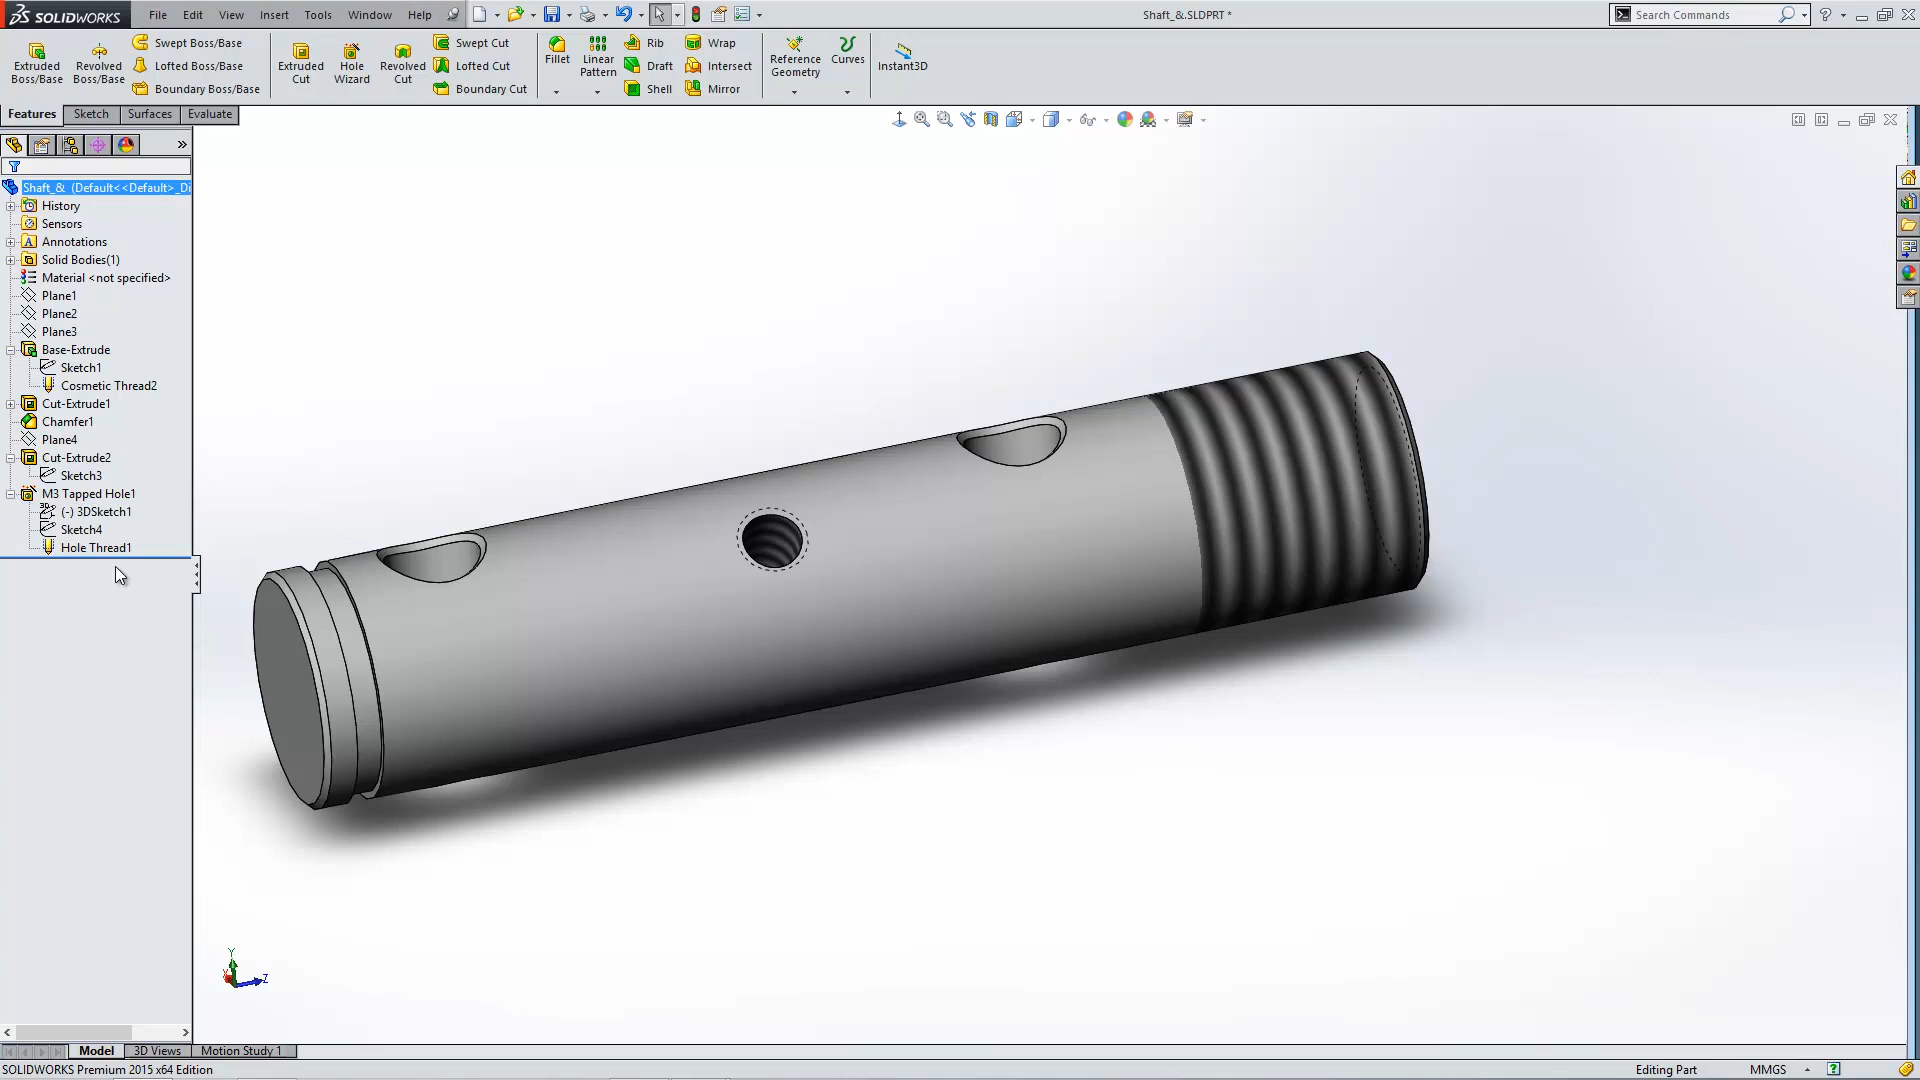 SOLIDWORKS File Edit View Insert Tools Window Help Shaft_&.SLDPRT * Search Commands
Extruded Boss/Base
Revolved Boss/Base
Swept Boss/Base
Lofted Boss/Base
Boundary Boss/Base
Extruded Cut
Hole Wizard
Revolved Cut
Swept Cut
Lofted Cut
Boundary Cut
Fillet
Linear Pattern
Rib
Draft
Shell
Wrap
Intersect
Mirror
Reference Geometry
Curves
Instant3D
Features Sketch Surfaces Evaluate
Shaft_& (Default<<Default>_Di
History
Sensors
Annotations
Solid Bodies(1)
Material <not specified>
Plane1
Plane2
Plane3
Base-Extrude
Sketch1
Cosmetic Thread2
Cut-Extrude1
Chamfer1
Plane4
Cut-Extrude2
Sketch3
M3 Tapped Hole1
(-) 3DSketch1
Sketch4
Hole Thread1
Y
X
Z
Model 3D Views Motion Study 1
SOLIDWORKS Premium 2015 x64 Edition Editing Part MMGS